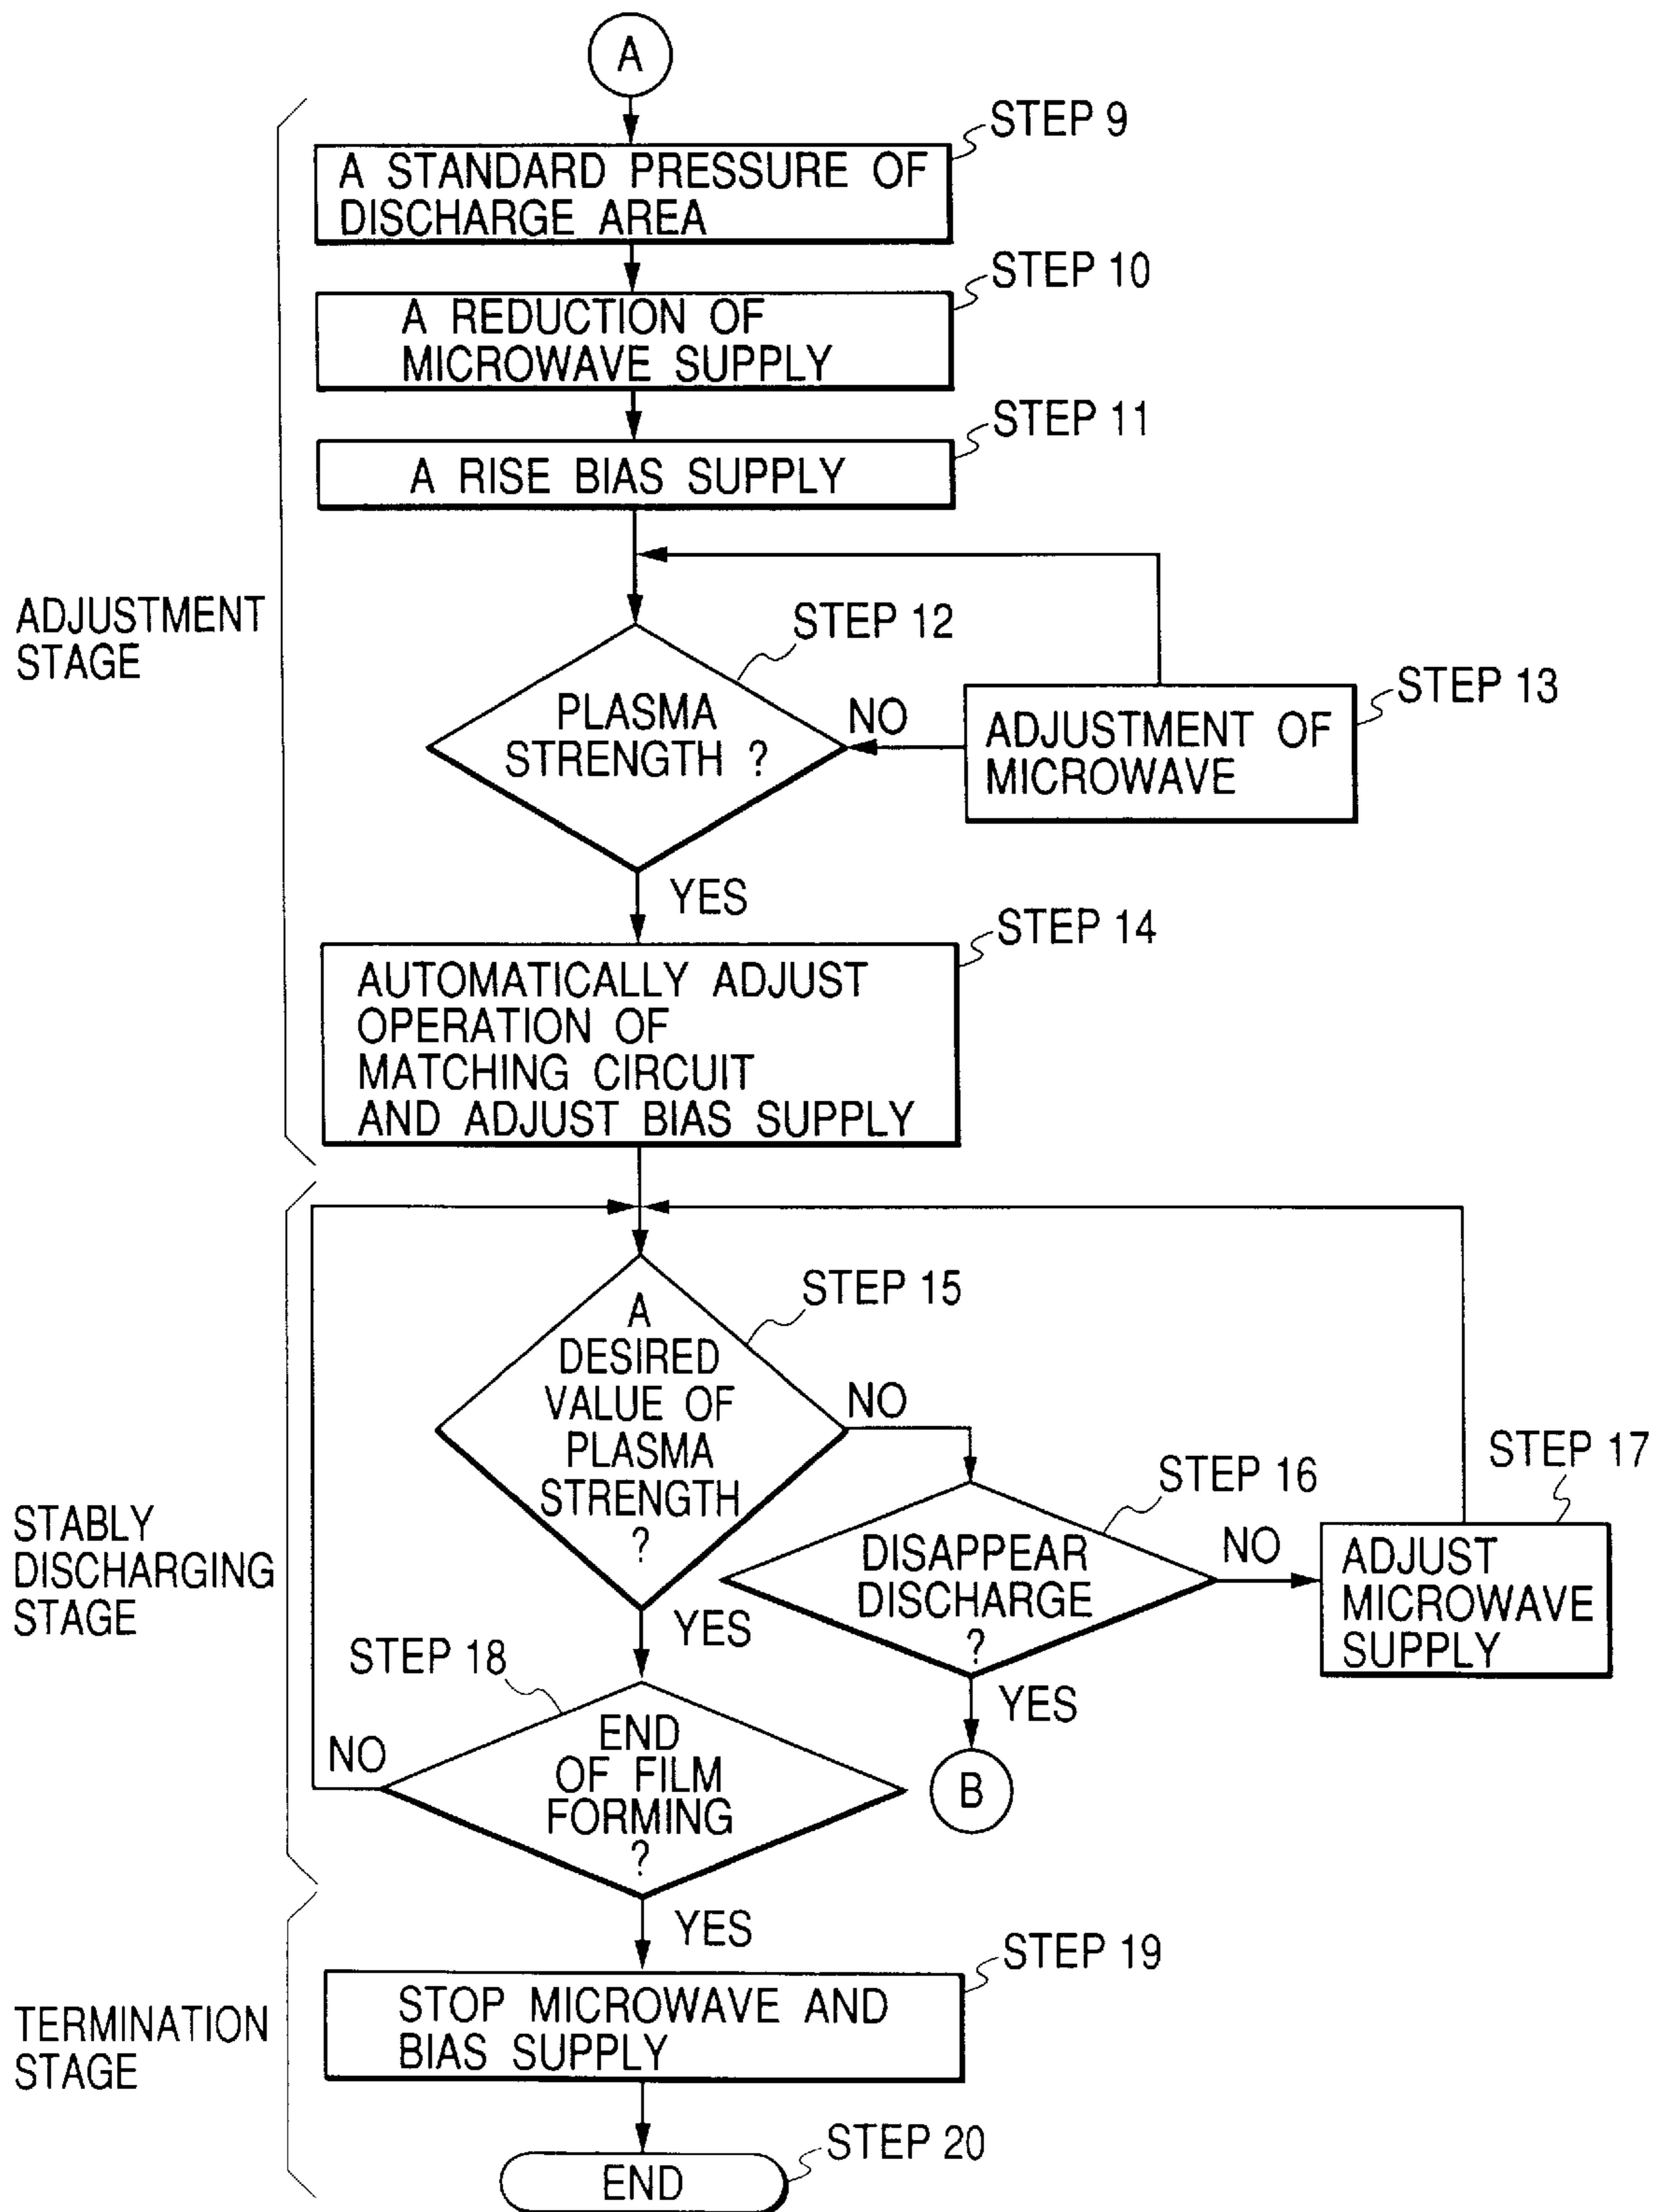 A
STEP 9
A STANDARD PRESSURE OF
DISCHARGE AREA
STEP 10
A REDUCTION OF
MICROWAVE SUPPLY
STEP 11
A RISE BIAS SUPPLY
ADJUSTMENT
STAGE
STEP 12
PLASMA
STRENGTH ?
NO
STEP 13
ADJUSTMENT OF
MICROWAVE
YES
STEP 14
AUTOMATICALLY ADJUST
OPERATION OF
MATCHING CIRCUIT
AND ADJUST BIAS SUPPLY
STEP 15
A
DESIRED
VALUE OF
PLASMA
STRENGTH
?
NO
STEP 16
DISAPPEAR
DISCHARGE
?
NO
STEP 17
ADJUST
MICROWAVE
SUPPLY
STABLY
DISCHARGING
STAGE
YES
YES
B
STEP 18
END
OF FILM
FORMING
?
NO
YES
STEP 19
STOP MICROWAVE AND
BIAS SUPPLY
TERMINATION
STAGE
STEP 20
END